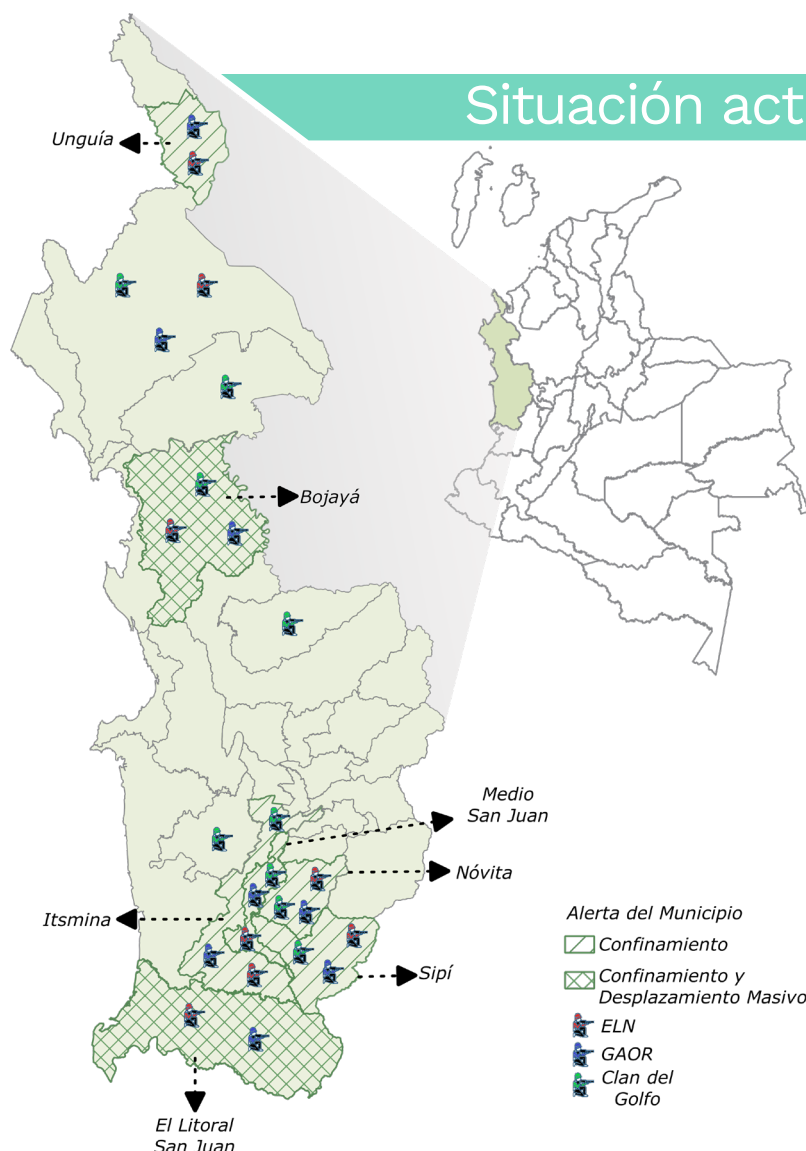 Situación act
Unguía
Bojayá
Medio
San Juan
Nóvita
Itsmina
Sipí
El Litoral
San Juan
Alerta del Municipio
Confinamiento
Confinamiento y
Desplazamiento Masivo
ELN
GAOR
Clan del
Golfo